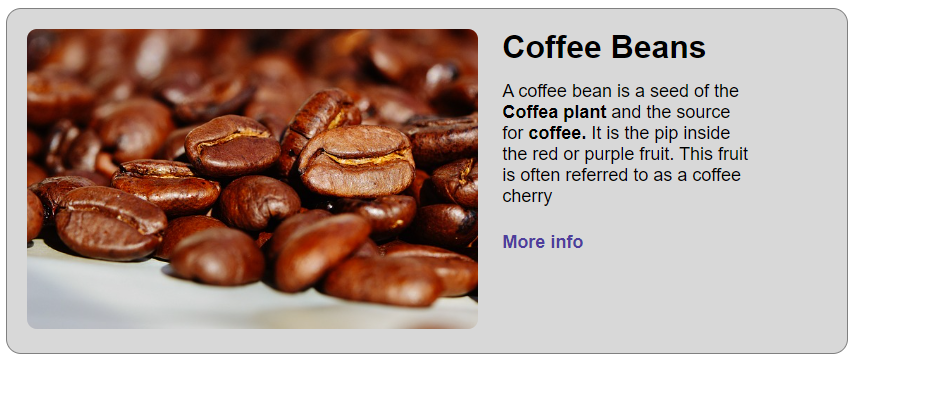 Coffee Beans
A coffee bean is a seed of the
Coffea plant and the source
for coffee. It is the pip inside
the red or purple fruit. This fruit
is often referred to as a coffee
cherry
More info